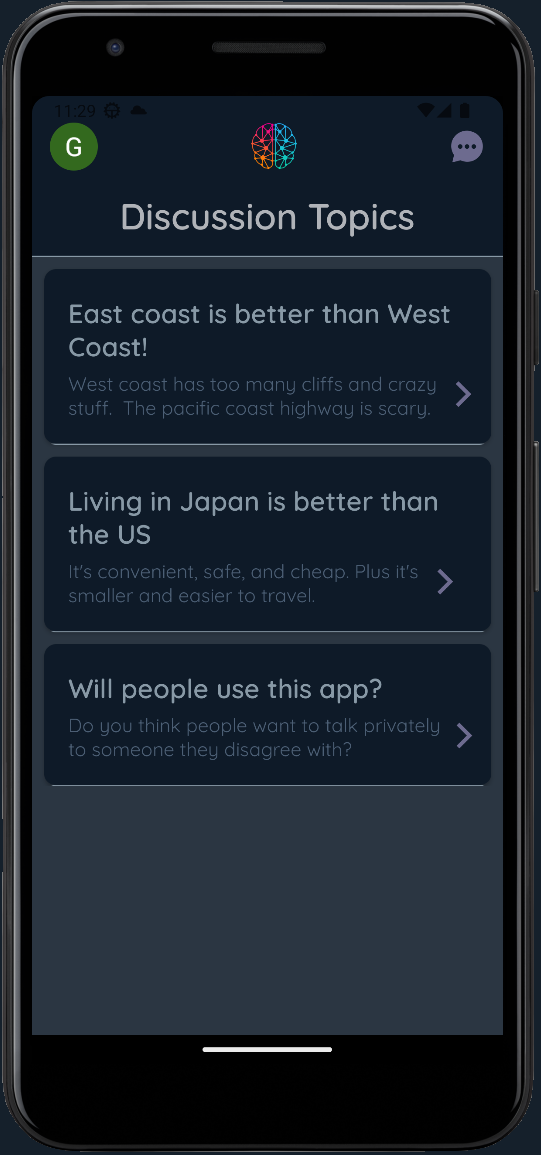 11:29
G
Discussion Topics
East coast is better than West
Coast!
West coast has too many cliffs and crazy
stuff.  The pacific coast highway is scary.
Living in Japan is better than
the US
It's convenient, safe, and cheap. Plus it's
smaller and easier to travel.
Will people use this app?
Do you think people want to talk privately
to someone they disagree with?